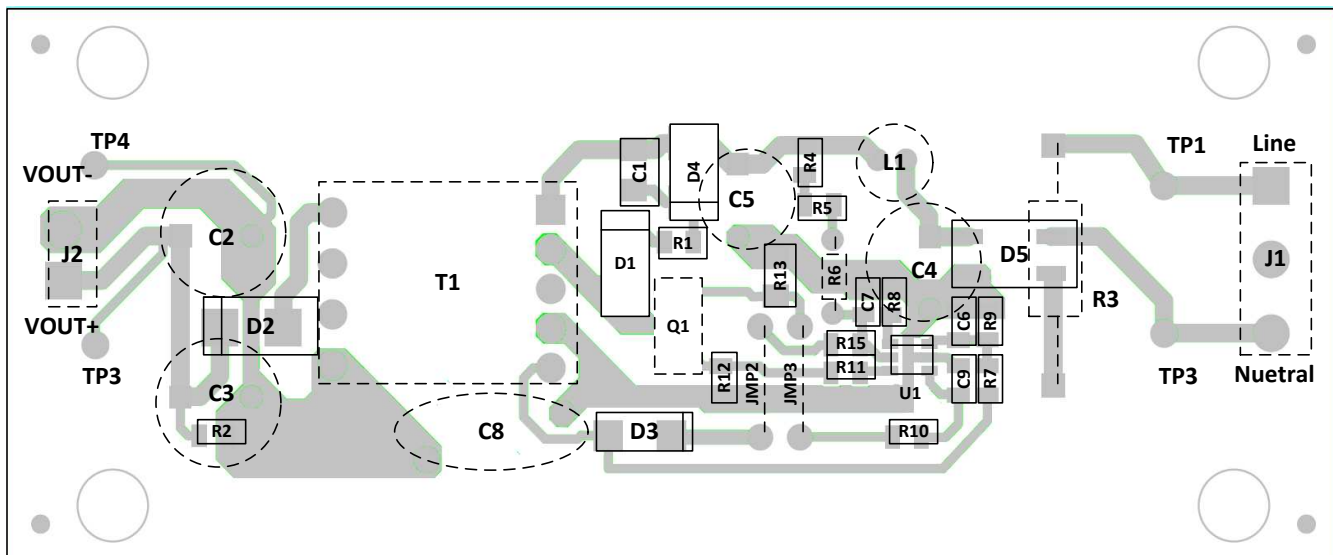 TP4
VOUT-
J2
VOUT+
TP3
C2
D2
C3
R2
T1
C8
C1
D4
C5
R4
L1
R5
R1
D1
R13
R6
C4
D5
Q1
C7
R8
C6
R9
R15
R11
R12
JMP2
JMP3
U1
C9
R7
D3
R10
R3
TP1
Line
J1
TP3
Nuetral